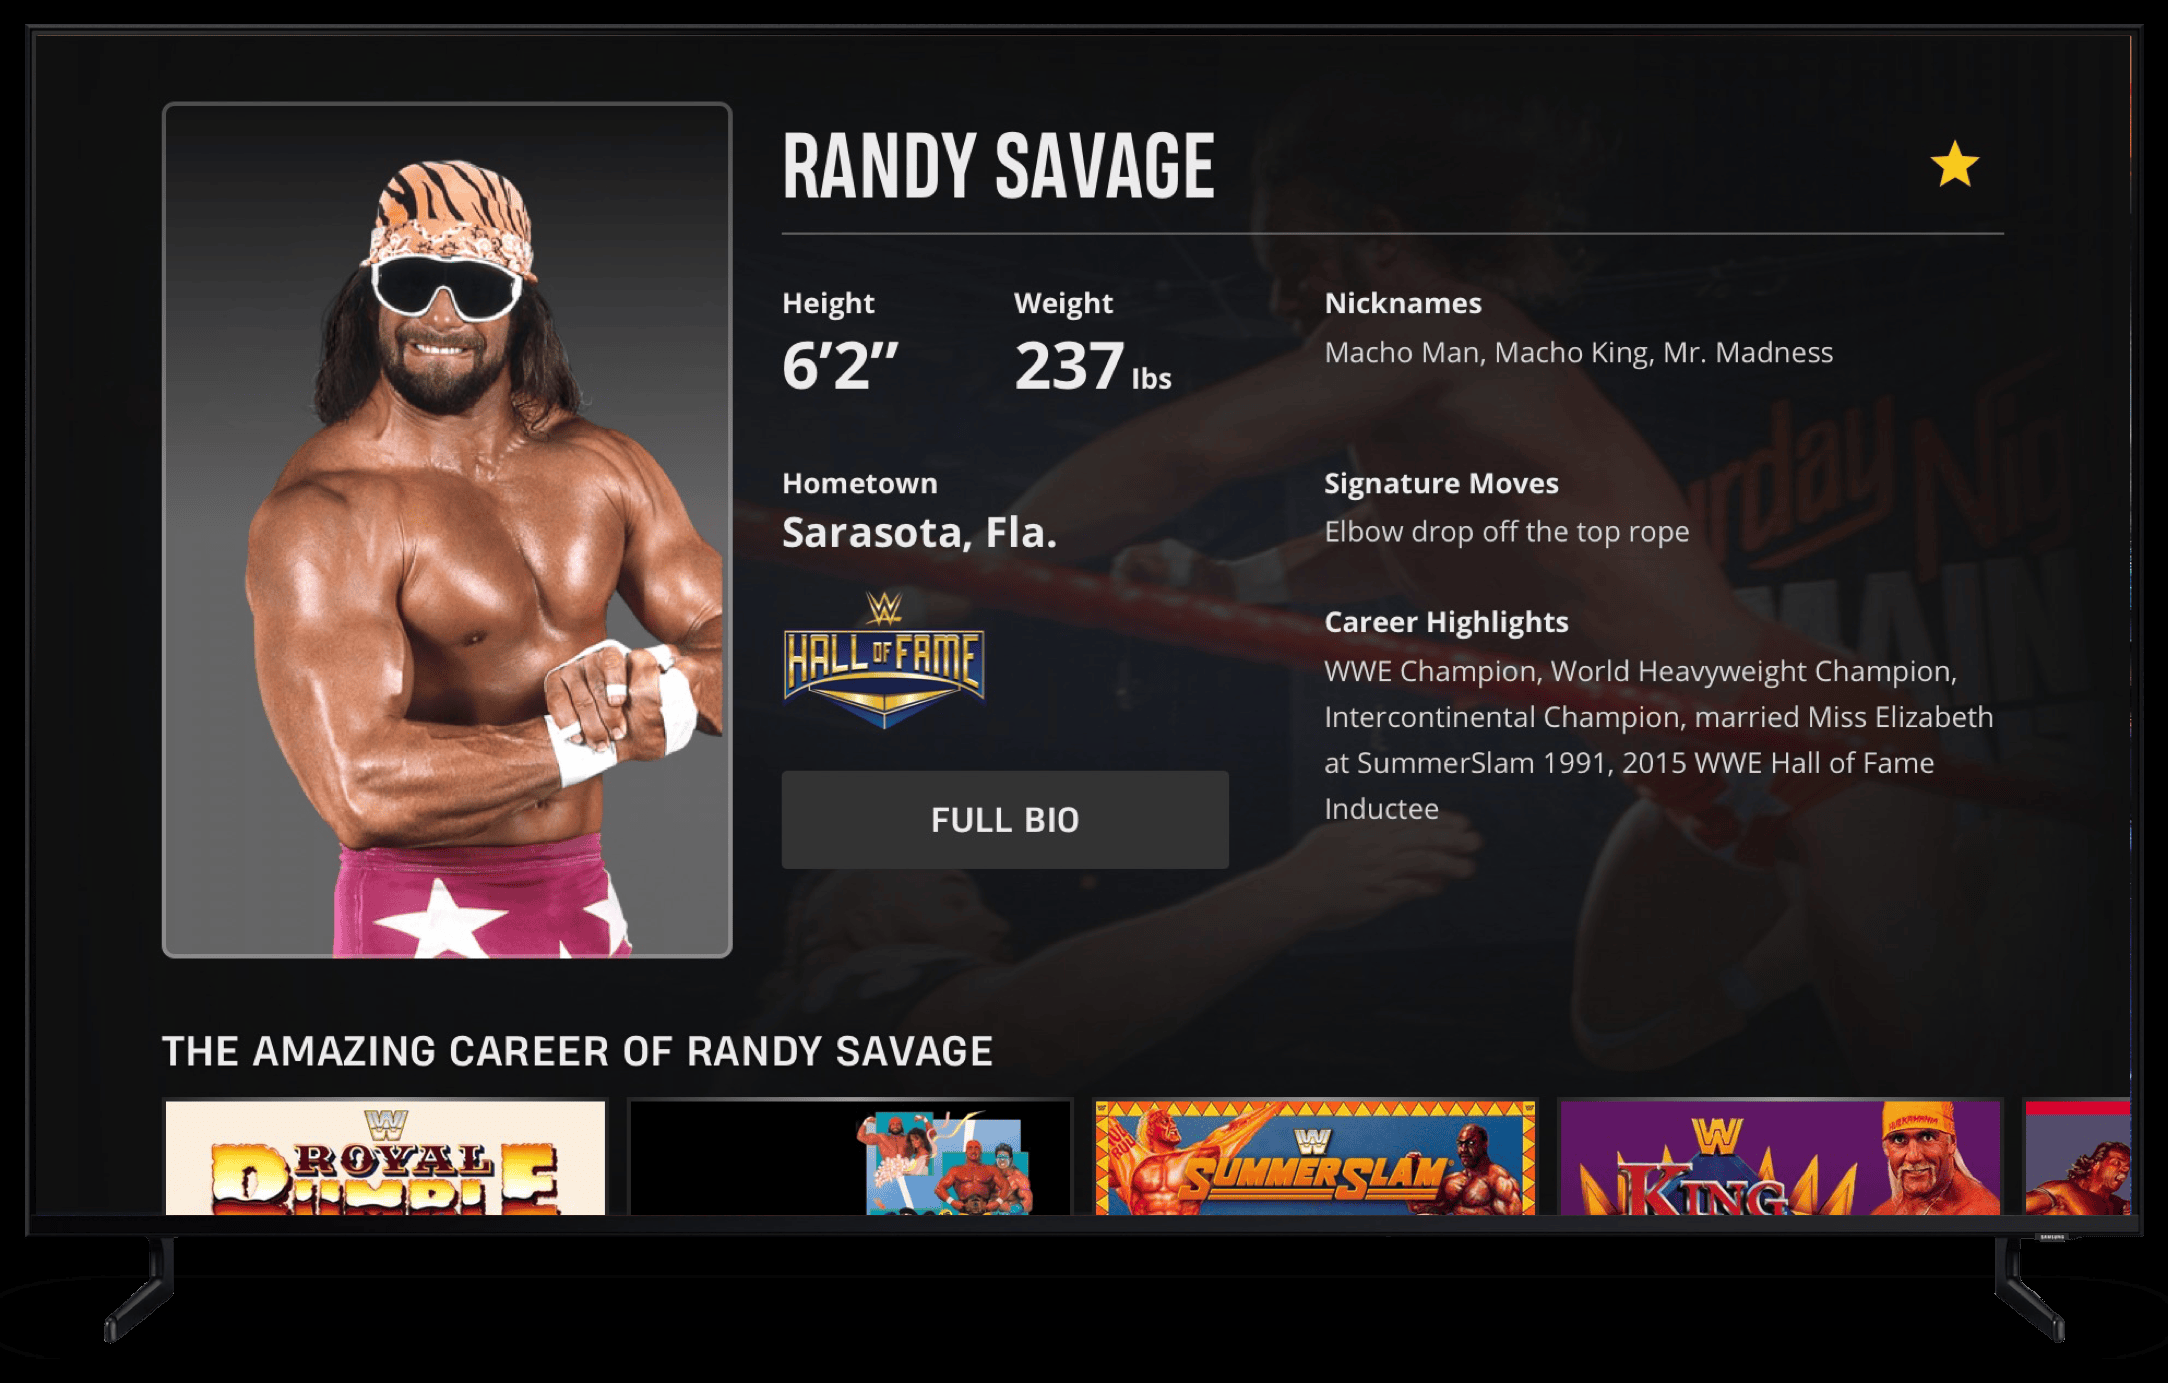 RANDY SAVAGE
Height
6’2”
Weight
237 lbs
Hometown
Sarasota, Fla.
W
HALL OF FAME
FULL BIO
Nicknames
Macho Man, Macho King, Mr. Madness
Signature Moves
Elbow drop off the top rope
Career Highlights
WWE Champion, World Heavyweight Champion,
Intercontinental Champion, married Miss Elizabeth
at SummerSlam 1991, 2015 WWE Hall of Fame
Inductee
THE AMAZING CAREER OF RANDY SAVAGE
W
ROYAL
RUMBLE
W
SUMMERSLAM
W
KING
HULKAMANIA
SAMSUNG